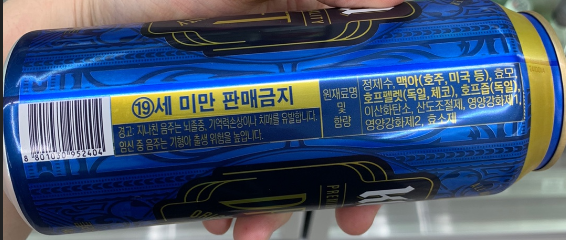 ⑲세 미만 판매금지
경고: 지나친 음주는 뇌졸중, 기억력손상이나 치매를 유발합니다.
임신 중 음주는 기형아 출생 위험을 높입니다.
원재료명
및
함량
정제수, 맥아(호주, 미국 등), 효모,
호프펠렛(독일, 체코), 호프즙(독일),
이산화탄소, 산도조절제, 영양강화제1,
영양강화제2, 효소제
8 801030 952404